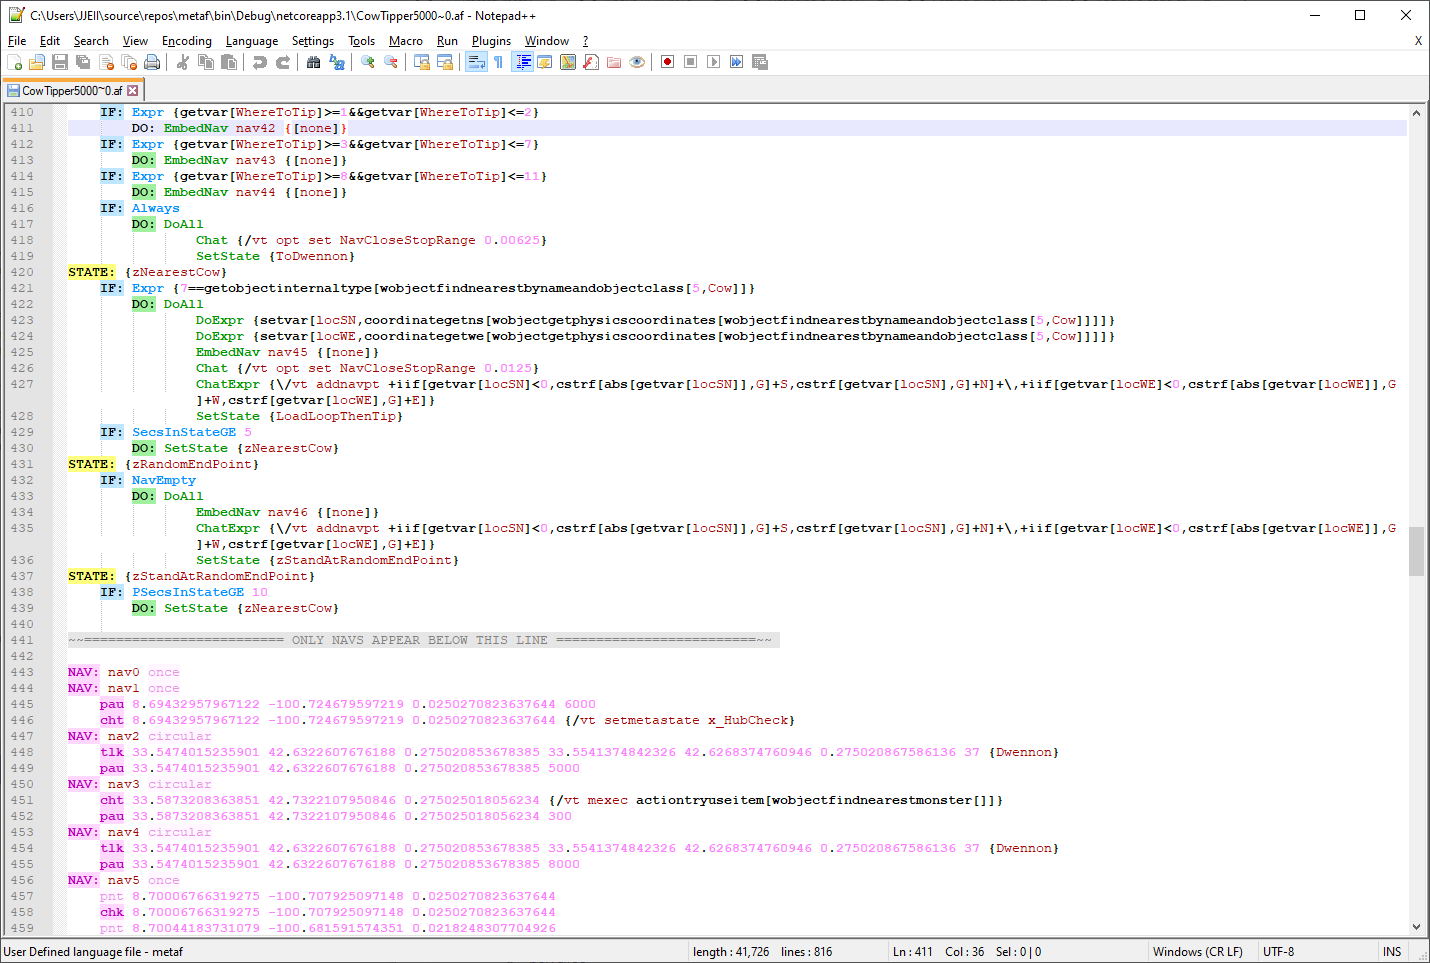 C:\Users\JJEll\source\repos\metaf\bin\Debug\netcoreapp3.1\CowTipper5000~0.af - Notepad++
File Edit Search View Encoding Language Settings Tools Macro Run Plugins Window ? X
CowTipper5000~0.af
410 IF: Expr {getvar[WhereToTip]>=1&&getvar[WhereToTip]<=2}
411 DO: EmbedNav nav42 {[none]}
412 IF: Expr {getvar[WhereToTip]>=3&&getvar[WhereToTip]<=7}
413 DO: EmbedNav nav43 {[none]}
414 IF: Expr {getvar[WhereToTip]>=8&&getvar[WhereToTip]<=11}
415 DO: EmbedNav nav44 {[none]}
416 IF: Always
417 DO: DoAll
418 Chat {/vt opt set NavCloseStopRange 0.00625}
419 SetState {ToDwennon}
420 STATE: {zNearestCow}
421 IF: Expr {7==getobjectinternaltype[wobjectfindnearestbynameandobjectclass[5,Cow]]}
422 DO: DoAll
423 DoExpr {setvar[locSN,coordinategetns[wobjectgetphysicscoordinates[wobjectfindnearestbynameandobjectclass[5,Cow]]]]}
424 DoExpr {setvar[locWE,coordinategetwe[wobjectgetphysicscoordinates[wobjectfindnearestbynameandobjectclass[5,Cow]]]]}
425 EmbedNav nav45 {[none]}
426 Chat {/vt opt set NavCloseStopRange 0.0125}
427 ChatExpr {\/vt addnavpt +iif[getvar[locSN]<0,cstrf[abs[getvar[locSN]],G]+S,cstrf[getvar[locSN],G]+N]+\,+iif[getvar[locWE]<0,cstrf[abs[getvar[locWE]],G
]+W,cstrf[getvar[locWE],G]+E]}
428 SetState {LoadLoopThenTip}
429 IF: SecsInStateGE 5
430 DO: SetState {zNearestCow}
431 STATE: {zRandomEndPoint}
432 IF: NavEmpty
433 DO: DoAll
434 EmbedNav nav46 {[none]}
435 ChatExpr {\/vt addnavpt +iif[getvar[locSN]<0,cstrf[abs[getvar[locSN]],G]+S,cstrf[getvar[locSN],G]+N]+\,+iif[getvar[locWE]<0,cstrf[abs[getvar[locWE]],G
]+W,cstrf[getvar[locWE],G]+E]}
436 SetState {zStandAtRandomEndPoint}
437 STATE: {zStandAtRandomEndPoint}
438 IF: PSecsInStateGE 10
439 DO: SetState {zNearestCow}
440
441 ~~========================= ONLY NAVS APPEAR BELOW THIS LINE =========================~~
442
443 NAV: nav0 once
444 NAV: nav1 once
445 pau 8.69432957967122 -100.724679597219 0.0250270823637644 6000
446 cht 8.69432957967122 -100.724679597219 0.0250270823637644 {/vt setmetastate x_HubCheck}
447 NAV: nav2 circular
448 tlk 33.5474015235901 42.6322607676188 0.275020853678385 33.5541374842326 42.6268374760946 0.275020867586136 37 {Dwennon}
449 pau 33.5474015235901 42.6322607676188 0.275020853678385 5000
450 NAV: nav3 circular
451 cht 33.5873208363851 42.7322107950846 0.275025018056234 {/vt mexec actiontryuseitem[wobjectfindnearestmonster[]]}
452 pau 33.5873208363851 42.7322107950846 0.275025018056234 300
453 NAV: nav4 circular
454 tlk 33.5474015235901 42.6322607676188 0.275020853678385 33.5541374842326 42.6268374760946 0.275020867586136 37 {Dwennon}
455 pau 33.5474015235901 42.6322607676188 0.275020853678385 8000
456 NAV: nav5 once
457 pnt 8.70006766319275 -100.707925097148 0.0250270823637644
458 chk 8.70006766319275 -100.707925097148 0.0250270823637644
459 pnt 8.70044183731079 -100.681591574351 0.0218248307704926
User Defined language file - metaf length : 41,726 lines : 816 Ln : 411 Col : 36 Sel : 0 | 0 Windows (CR LF) UTF-8 INS